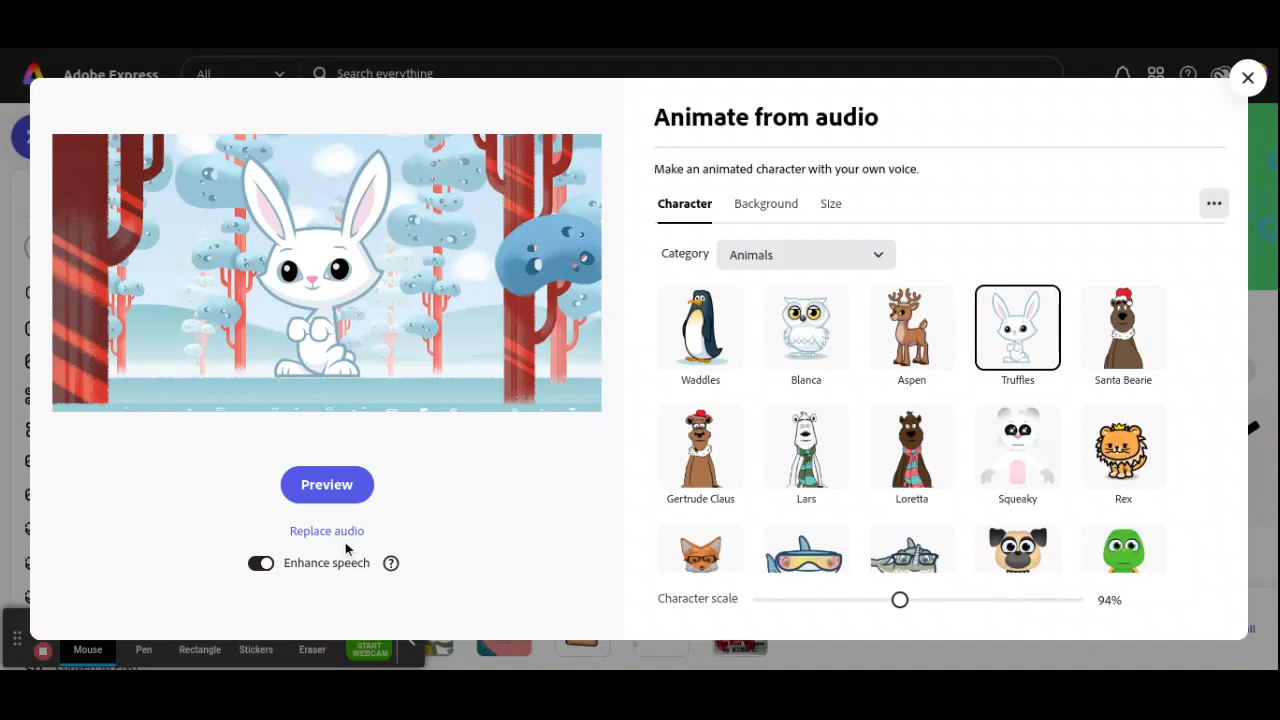 Adobe Express
All
Search everything
Animate from audio
Make an animated character with your own voice.
Character Background Size
Category Animals
Waddles Blanca Aspen Truffles Santa Bearie
Gertrude Claus Lars Loretta Squeaky Rex
Character scale 94%
Preview
Replace audio
Enhance speech ?
Mouse Pen Rectangle Stickers Eraser START
WEBCAM